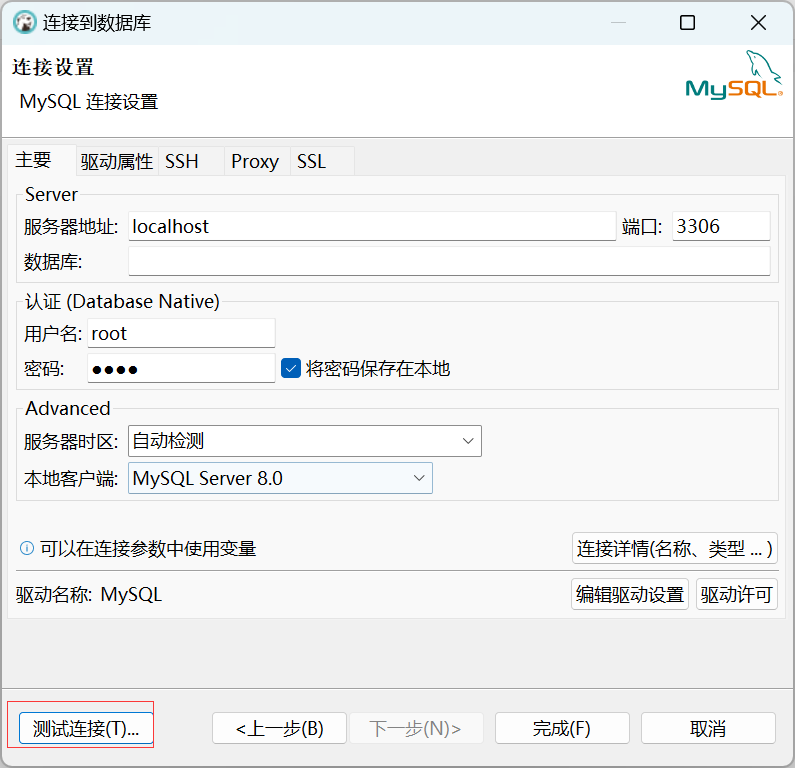 连接到数据库
连接设置
MySQL 连接设置
MySQL®
主要 驱动属性 SSH Proxy SSL
Server
服务器地址: localhost 端口: 3306
数据库:
认证 (Database Native)
用户名: root
密码: ●●●● 将密码保存在本地
Advanced
服务器时区: 自动检测
本地客户端: MySQL Server 8.0
可以在连接参数中使用变量 连接详情(名称、类型 ... )
驱动名称: MySQL 编辑驱动设置 驱动许可
测试连接(T)... <上一步(B) 下一步(N)> 完成(F) 取消